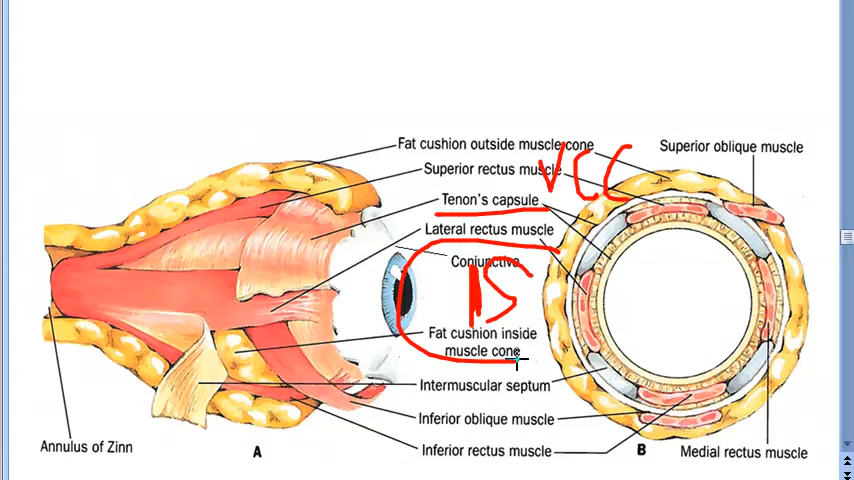 Fat cushion outside muscle cone
Superior oblique muscle
Superior rectus muscle
VCC
Tenon's capsule
Lateral rectus muscle
Conjunctiva
IS
Fat cushion inside
muscle cone
Intermuscular septum
Inferior oblique muscle
Annulus of Zinn
A
Inferior rectus muscle
B
Medial rectus muscle